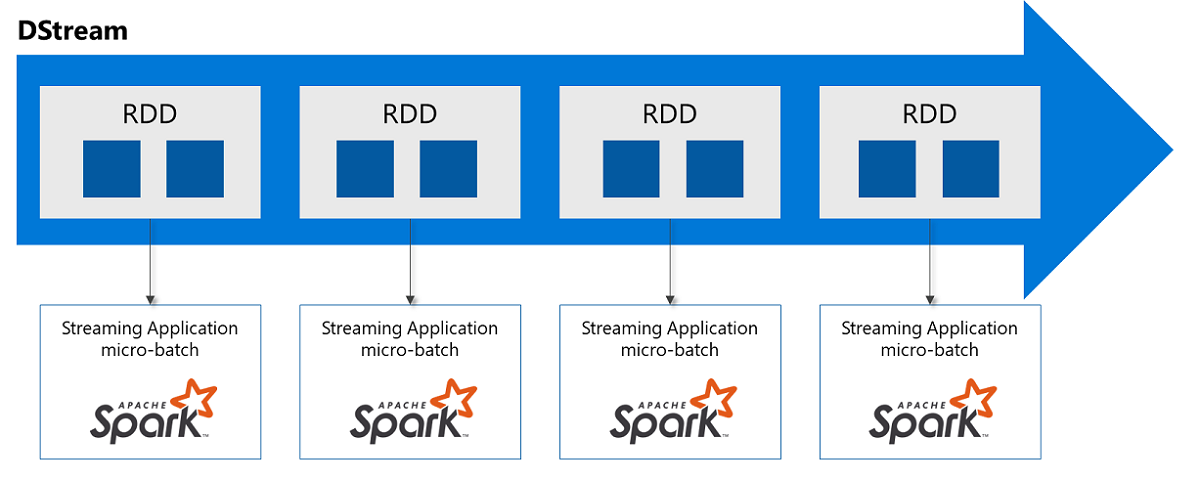 DStream
RDD
RDD
RDD
RDD
Streaming Application
micro-batch
APACHE
Spark™
Streaming Application
micro-batch
APACHE
Spark™
Streaming Application
micro-batch
APACHE
Spark™
Streaming Application
micro-batch
APACHE
Spark™